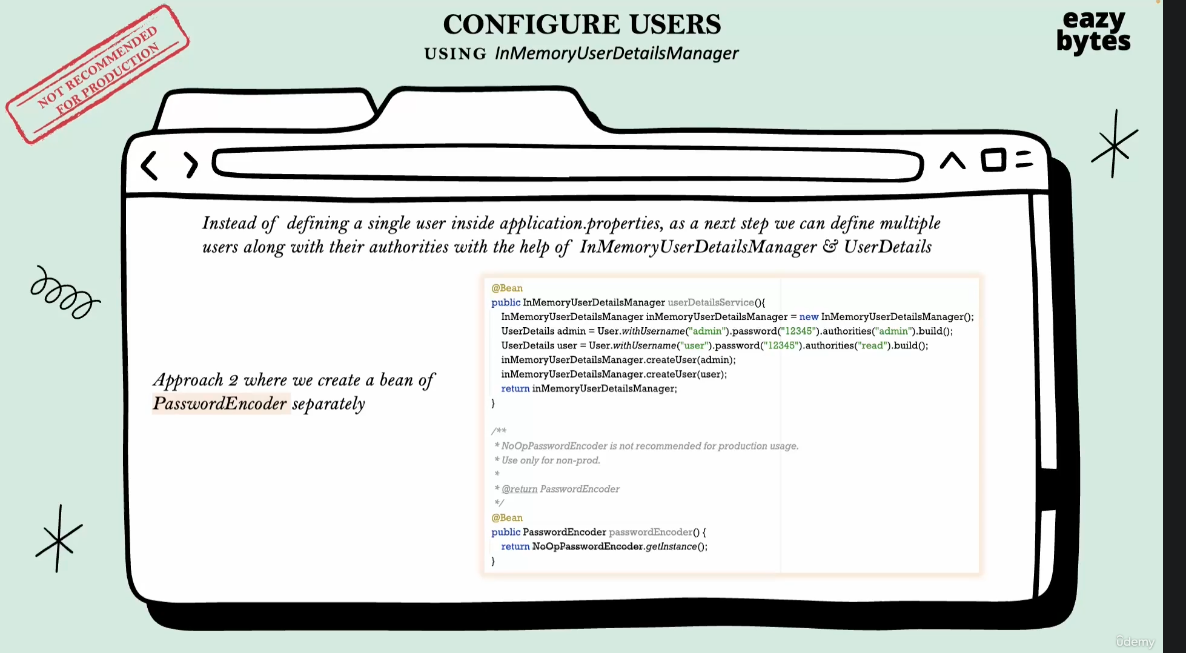 CONFIGURE USERS
USING InMemoryUserDetailsManager
eazy
bytes
NOT RECOMMENDED
FOR PRODUCTION
Instead of defining a single user inside application.properties, as a next step we can define multiple
users along with their authorities with the help of InMemoryUserDetailsManager & UserDetails
Approach 2 where we create a bean of
PasswordEncoder separately
@Bean
public InMemoryUserDetailsManager userDetailsService(){
InMemoryUserDetailsManager inMemoryUserDetailsManager = new InMemoryUserDetailsManager();
UserDetails admin = User.withUsername("admin").password("12345").authorities("admin").build();
UserDetails user = User.withUsername("user").password("12345").authorities("read").build();
inMemoryUserDetailsManager.createUser(admin);
inMemoryUserDetailsManager.createUser(user);
return inMemoryUserDetailsManager;
}
/**
* NoOpPasswordEncoder is not recommended for production usage.
* Use only for non-prod.
*
* @return PasswordEncoder
*/
@Bean
public PasswordEncoder passwordEncoder() {
return NoOpPasswordEncoder.getInstance();
}
ûdemy